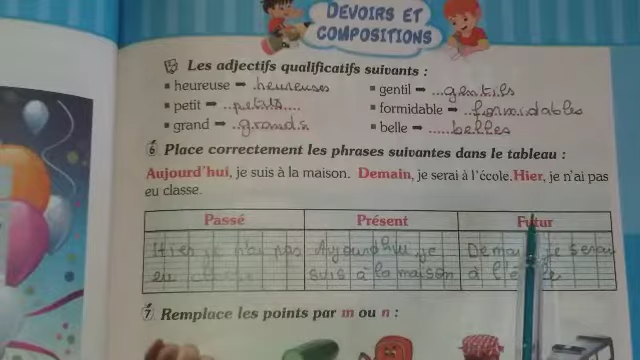 DEVOIRS ET
COMPOSITIONS
Les adjectifs qualificatifs suivants :
heureuse ➡ heureuses
gentil ➡ ...gentils
petit ➡ ..petits....
formidable ➡ ..formidables
grand ➡ ..grands
belle ➡ .....belles
6 Place correctement les phrases suivantes dans le tableau :
Aujourd'hui, je suis à la maison. Demain, je serai à l'école. Hier, je n'ai pas
eu classe.
Passé Présent Futur
Hier je n'ai pas Aujourd'hui je Demain je serai
eu classe suis à la maison à l'école
7 Remplace les points par m ou n :